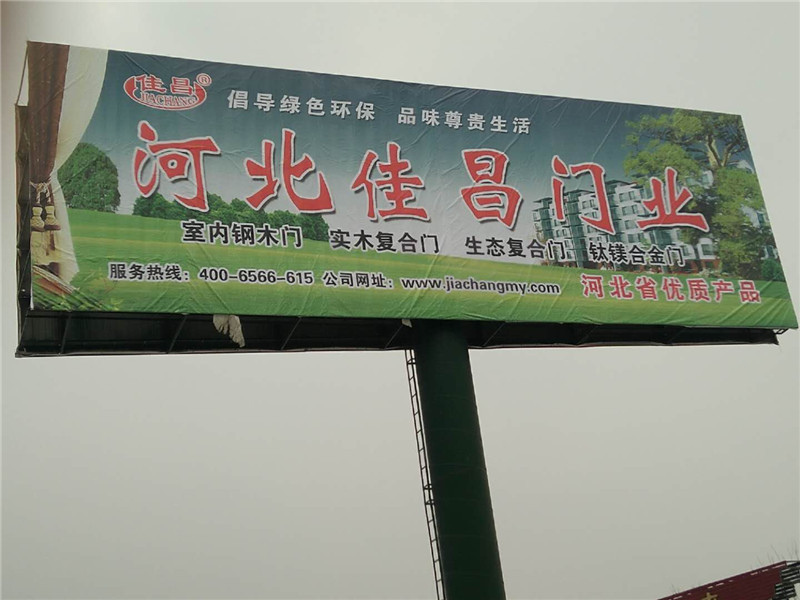 佳昌®
JIACHANG
倡导绿色环保 品味尊贵生活
河北佳昌门业
室内钢木门 实木复合门 生态复合门 钛镁合金门
服务热线：400-6566-615 公司网址：www.jiachangmy.com 河北省优质产品